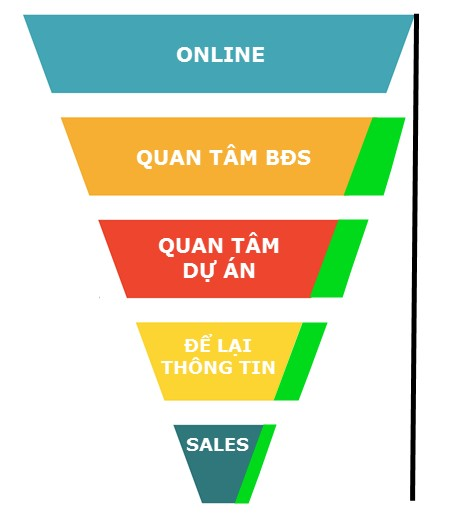 ONLINE
QUAN TÂM BĐS
QUAN TÂM
DỰ ÁN
ĐỂ LẠI
THÔNG TIN
SALES